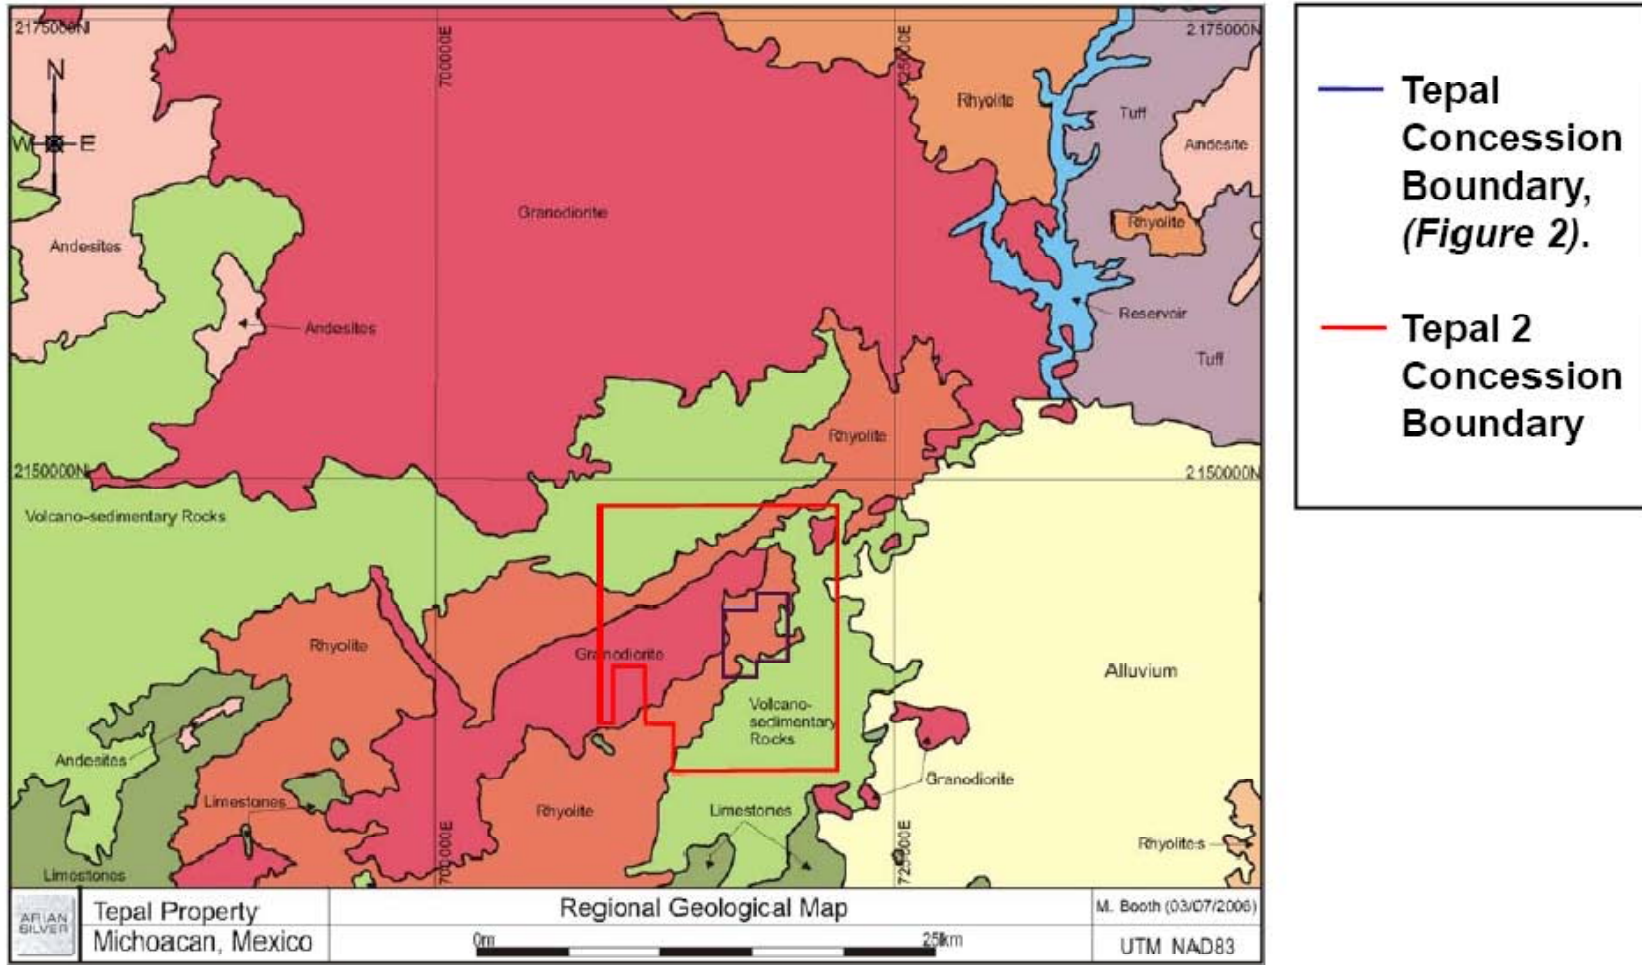 2175000N
700000E
725000E
2175000N
N
W
E
Rhyolite
Tuff
Andesite
Granodiorite
Rhyolite
Andesites
Andesites
Reservoir
Tuff
Rhyolite
2150000N
2150000N
Volcano-sedimentary Rocks
Rhyolite
Granodiorite
Alluvium
Volcano-
sedimentary
Rocks
Andesites
Granodiorite
Limestones
Rhyolite
Limestones
Rhyolites
Limestones
700000E
725000E
ARIAN
SILVER
Tepal Property
Michoacan, Mexico
Regional Geological Map
0m
25km
M. Booth (03/07/2006)
UTM NAD83
Tepal
Concession
Boundary,
(Figure 2).
Tepal 2
Concession
Boundary